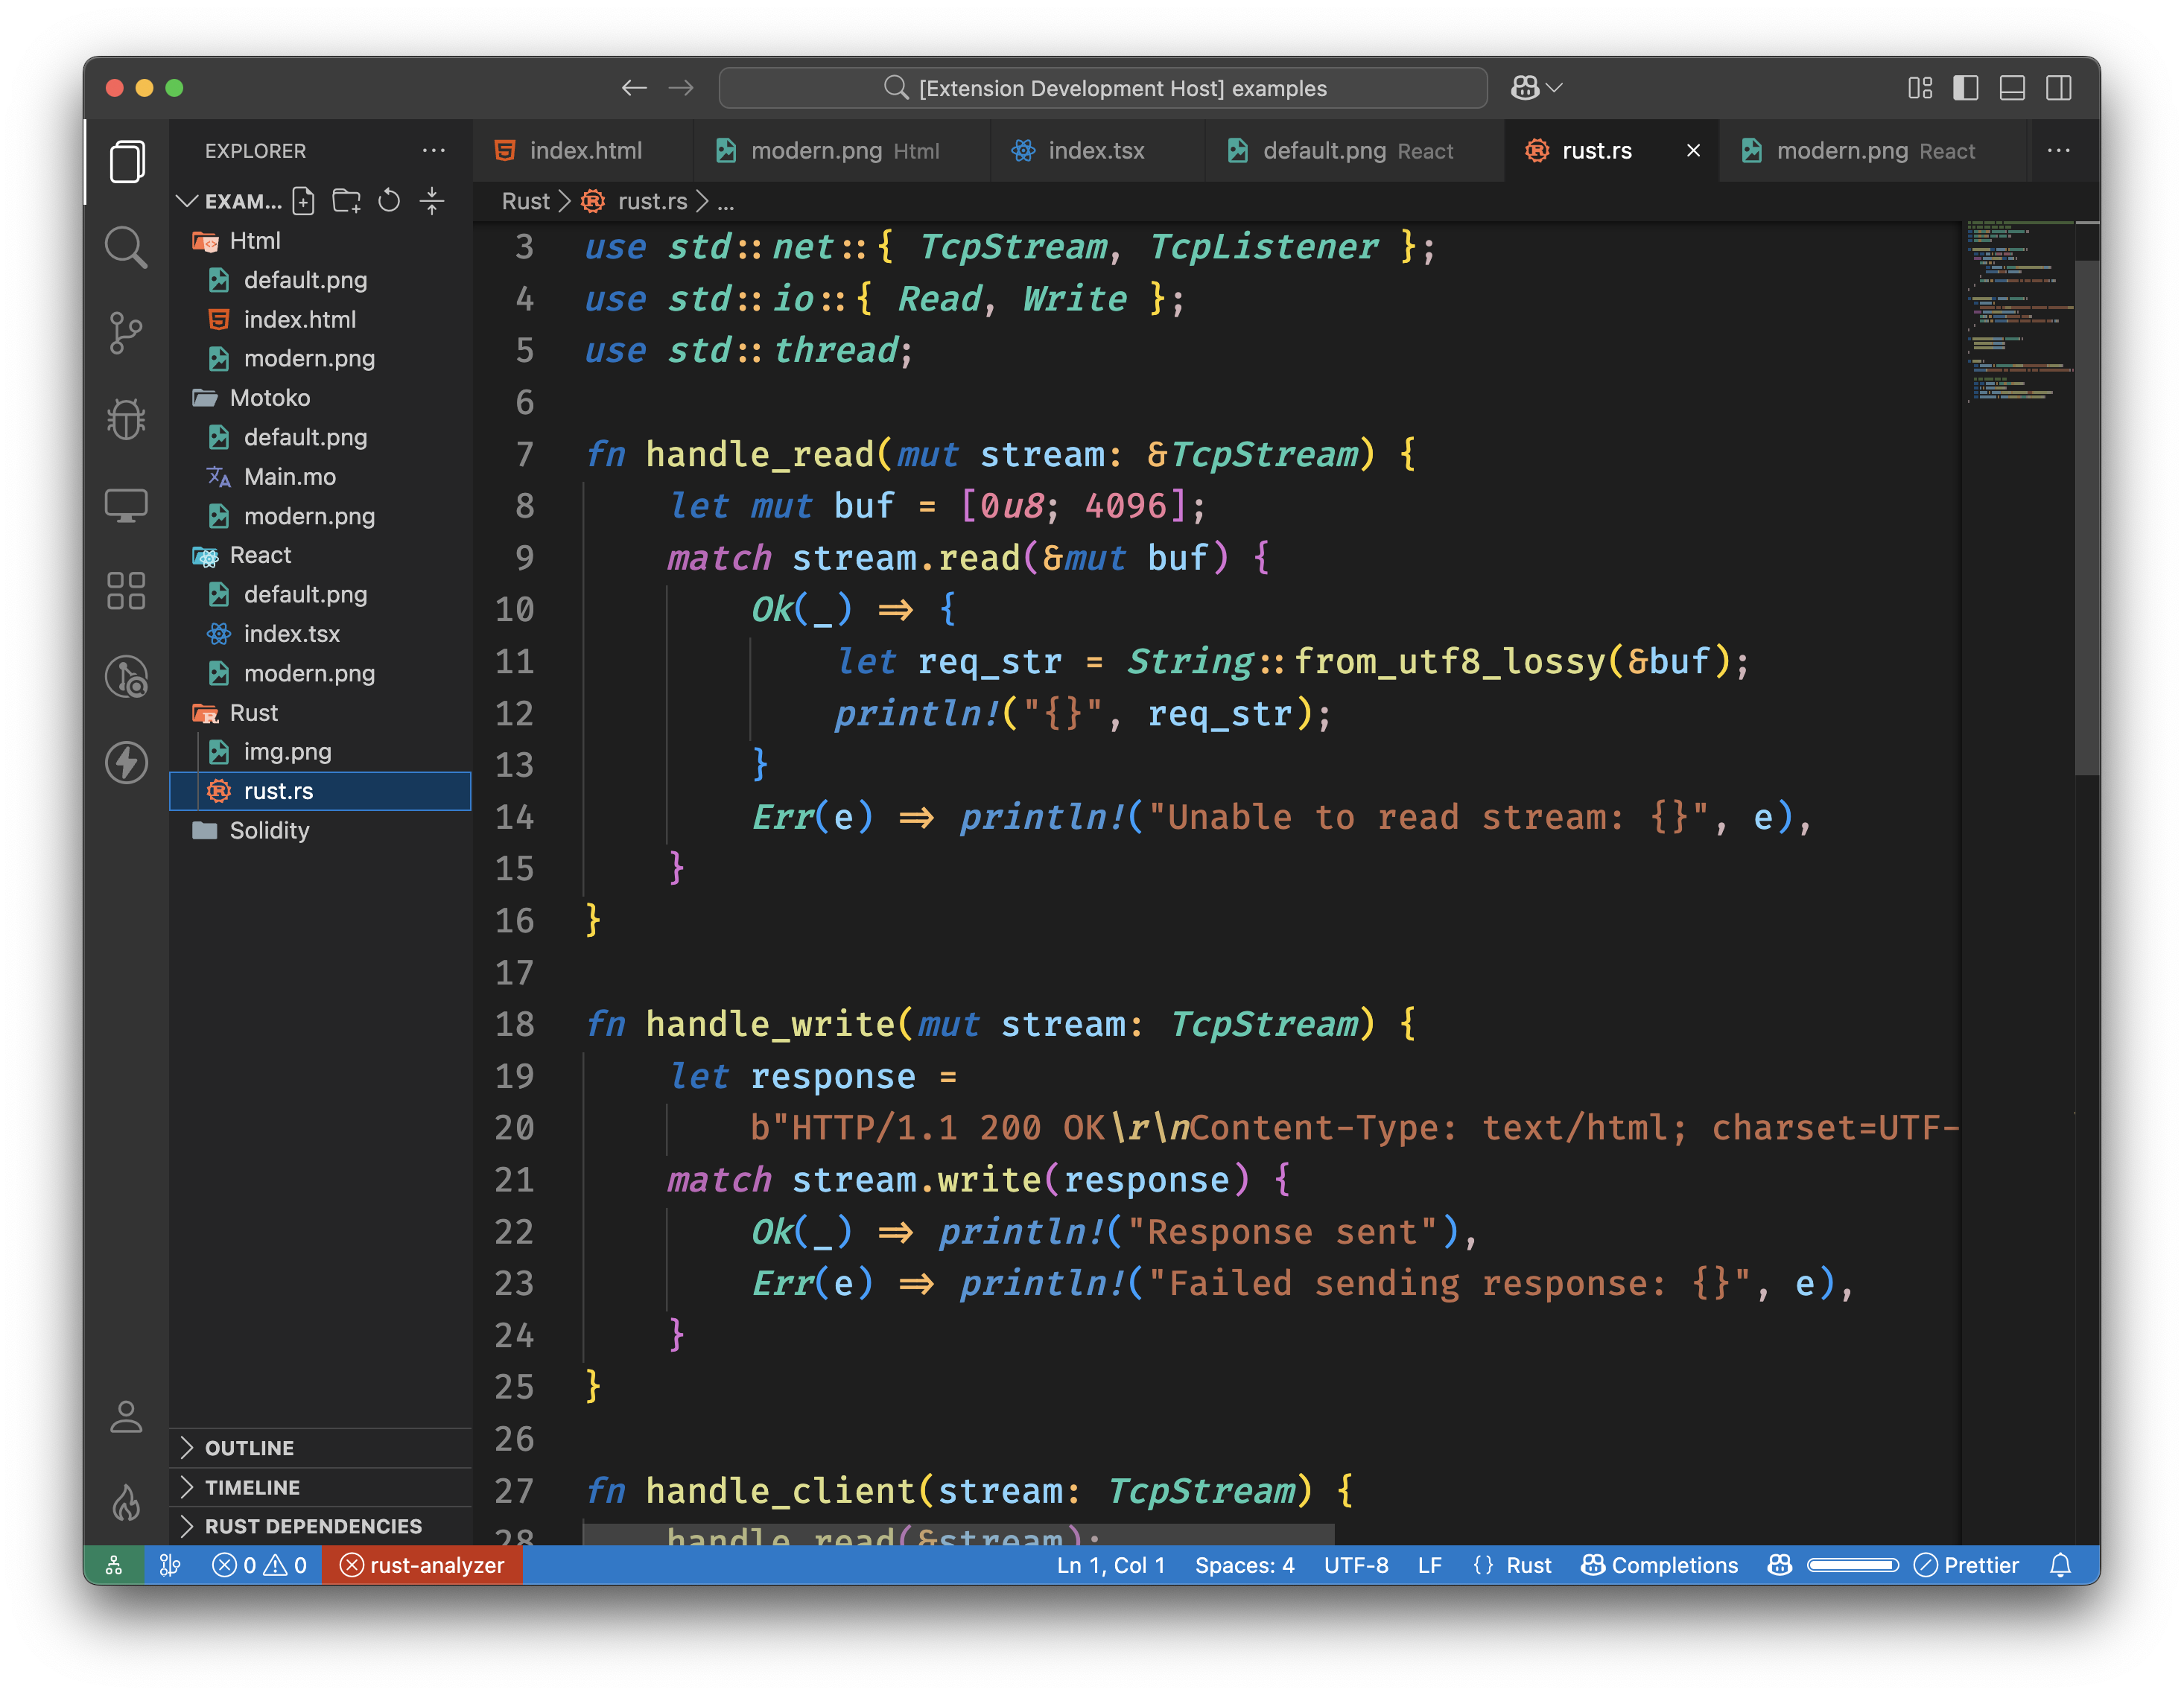 [Extension Development Host] examples
EXPLORER
index.html
modern.png Html
index.tsx
default.png React
rust.rs
modern.png React
EXAM...
Rust > rust.rs > ...
Html
default.png
index.html
modern.png
Motoko
default.png
Main.mo
modern.png
React
default.png
index.tsx
modern.png
Rust
img.png
rust.rs
Solidity
OUTLINE
TIMELINE
RUST DEPENDENCIES
3 use std::net::{ TcpStream, TcpListener };
4 use std::io::{ Read, Write };
5 use std::thread;
6
7 fn handle_read(mut stream: &TcpStream) {
8 let mut buf = [0u8; 4096];
9 match stream.read(&mut buf) {
10 Ok(_) => {
11 let req_str = String::from_utf8_lossy(&buf);
12 println!("{}", req_str);
13 }
14 Err(e) => println!("Unable to read stream: {}", e),
15 }
16 }
17
18 fn handle_write(mut stream: TcpStream) {
19 let response =
20 b"HTTP/1.1 200 OK\r\nContent-Type: text/html; charset=UTF-
21 match stream.write(response) {
22 Ok(_) => println!("Response sent"),
23 Err(e) => println!("Failed sending response: {}", e),
24 }
25 }
26
27 fn handle_client(stream: TcpStream) {
28 handle_read(&stream);
0 0 rust-analyzer
Ln 1, Col 1 Spaces: 4 UTF-8 LF {} Rust Completions Prettier